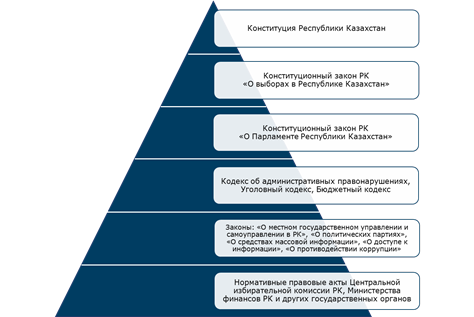 Конституция Республики Казахстан
Конституционный закон РК
«О выборах в Республике Казахстан»
Конституционный закон РК
«О Парламенте Республики Казахстан»
Кодекс об административных правонарушениях,
Уголовный кодекс, Бюджетный кодекс
Законы: «О местном государственном управлении и
самоуправлении в РК», «О политических партиях»,
«О средствах массовой информации», «О доступе к
информации», «О противодействии коррупции»
Нормативные правовые акты Центральной
избирательной комиссии РК, Министерства
финансов РК и других государственных органов